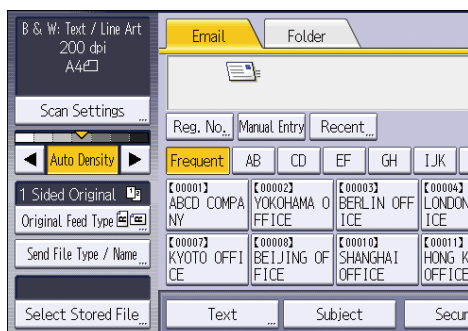 B & W: Text / Line Art
200 dpi
A4
Scan Settings
Auto Density
1 Sided Original
Original Feed Type
Send File Type / Name
Select Stored File
Email
Folder
Reg. No.
Manual Entry
Recent
Frequent
AB
CD
EF
GH
IJK
[00001]
ABCD COMPA
NY
[00002]
YOKOHAMA O
FFICE
[00003]
BERLIN OFF
ICE
[00004]
LONDON
ICE
[00007]
KYOTO OFFI
CE
[00008]
BEIJING OF
FICE
[00010]
SHANGHAI
OFFICE
[00011]
HONG K
OFFICE
Text
Subject
Secur